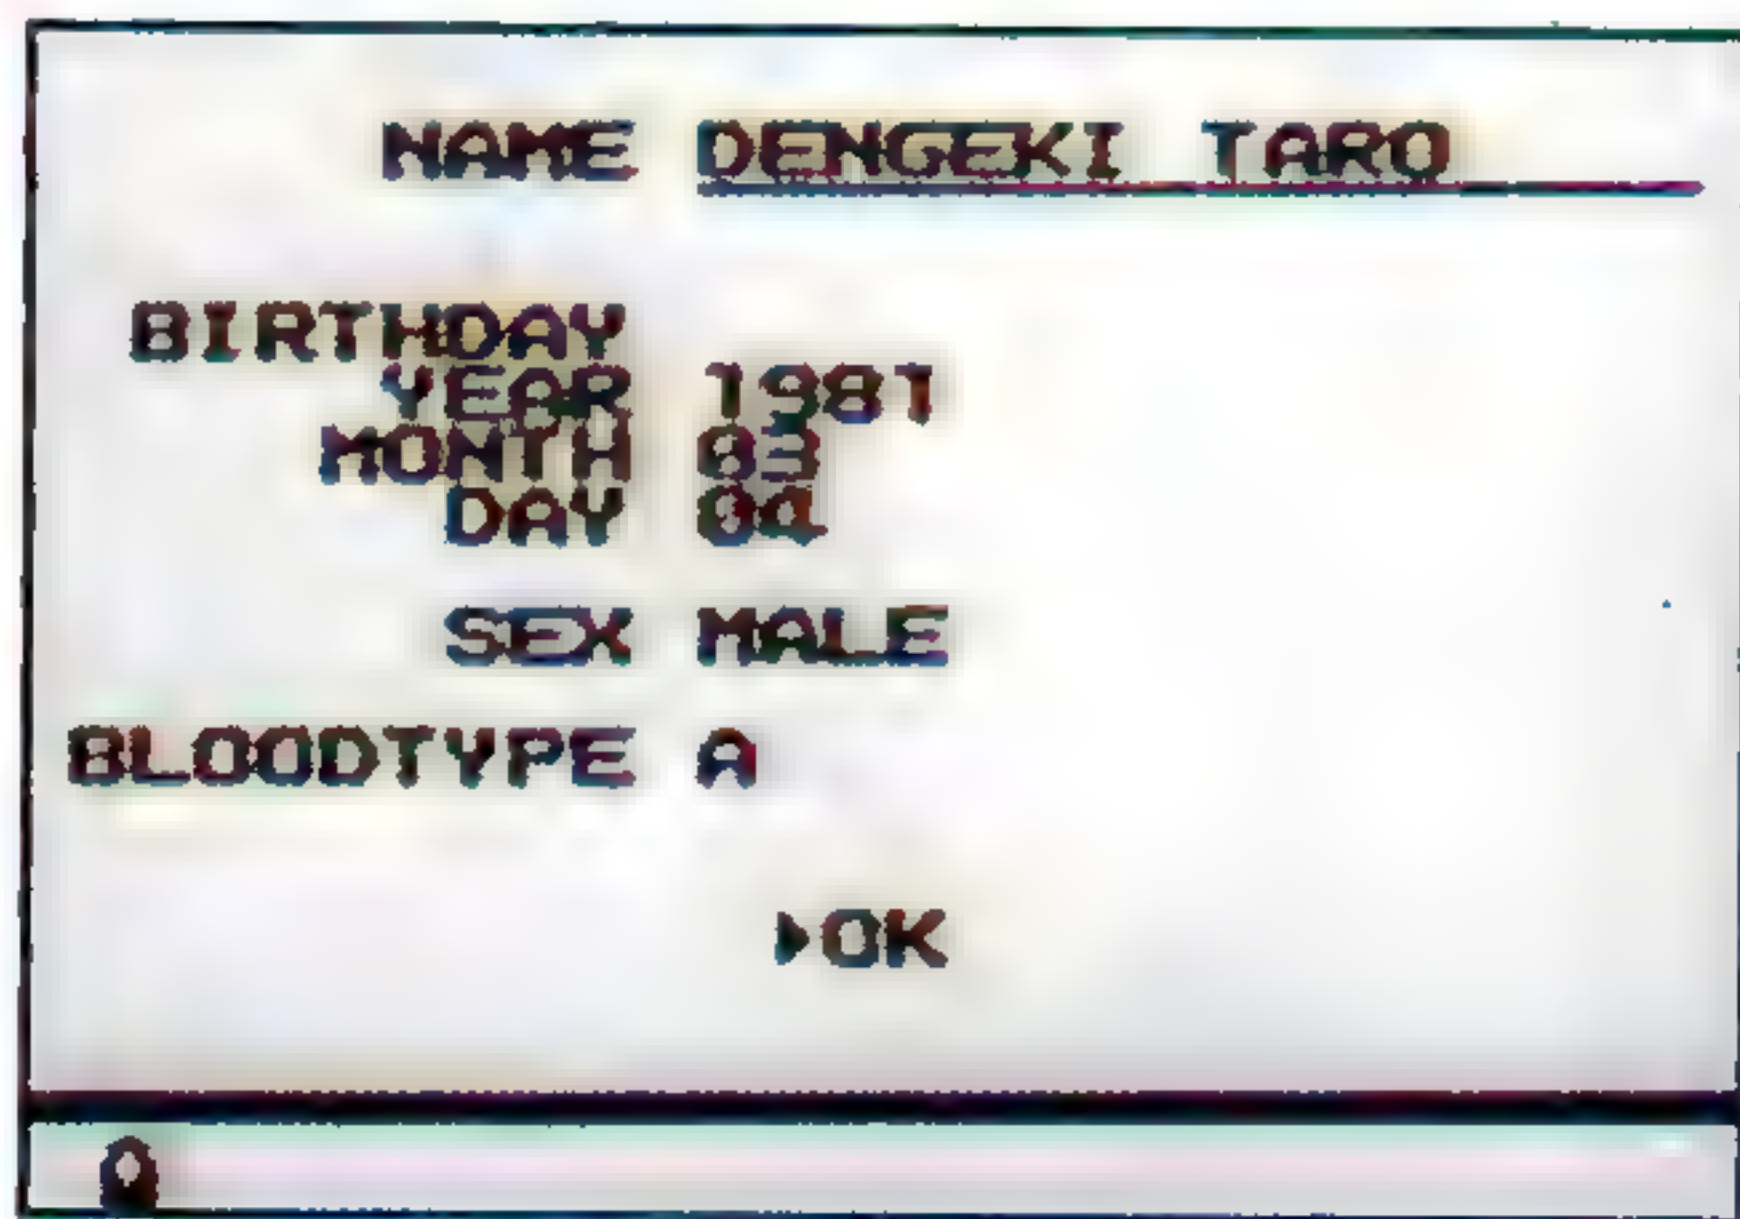 NAME DENGEKI TARO
BIRTHDAY
YEAR 1981
MONTH 03
DAY 04
SEX MALE
BLOODTYPE A
▶OK